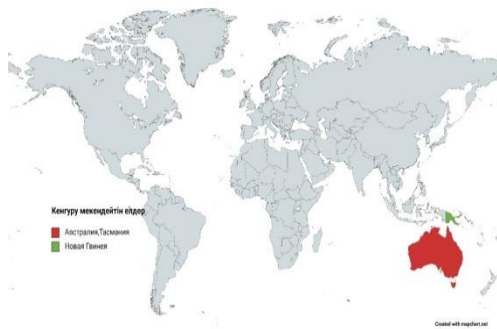 Кенгуру мекендейтін елдер
Австралия,Тасмания
Новая Гвинея
Created with mapchart.net